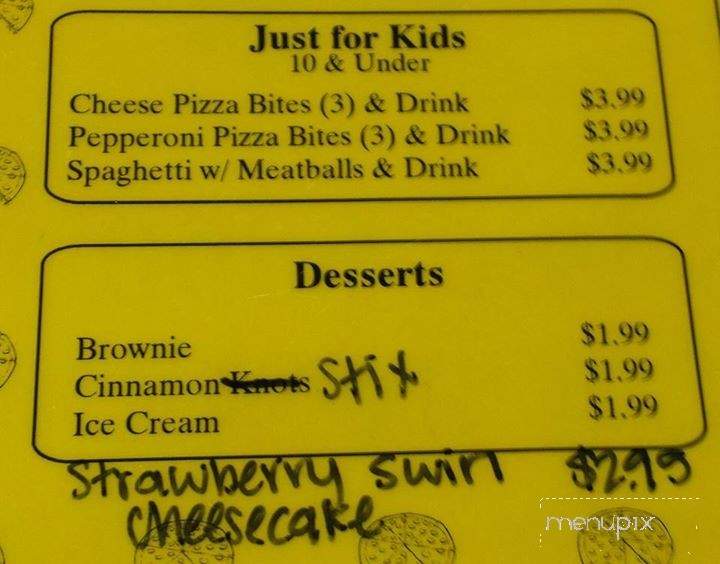 Just for Kids
10 & Under
Cheese Pizza Bites (3) & Drink $3.99
Pepperoni Pizza Bites (3) & Drink $3.99
Spaghetti w/ Meatballs & Drink $3.99
Desserts
Brownie $1.99
Cinnamon Knots Stix $1.99
Ice Cream $1.99
Strawberry swirl $2.95
cheesecake
menupix